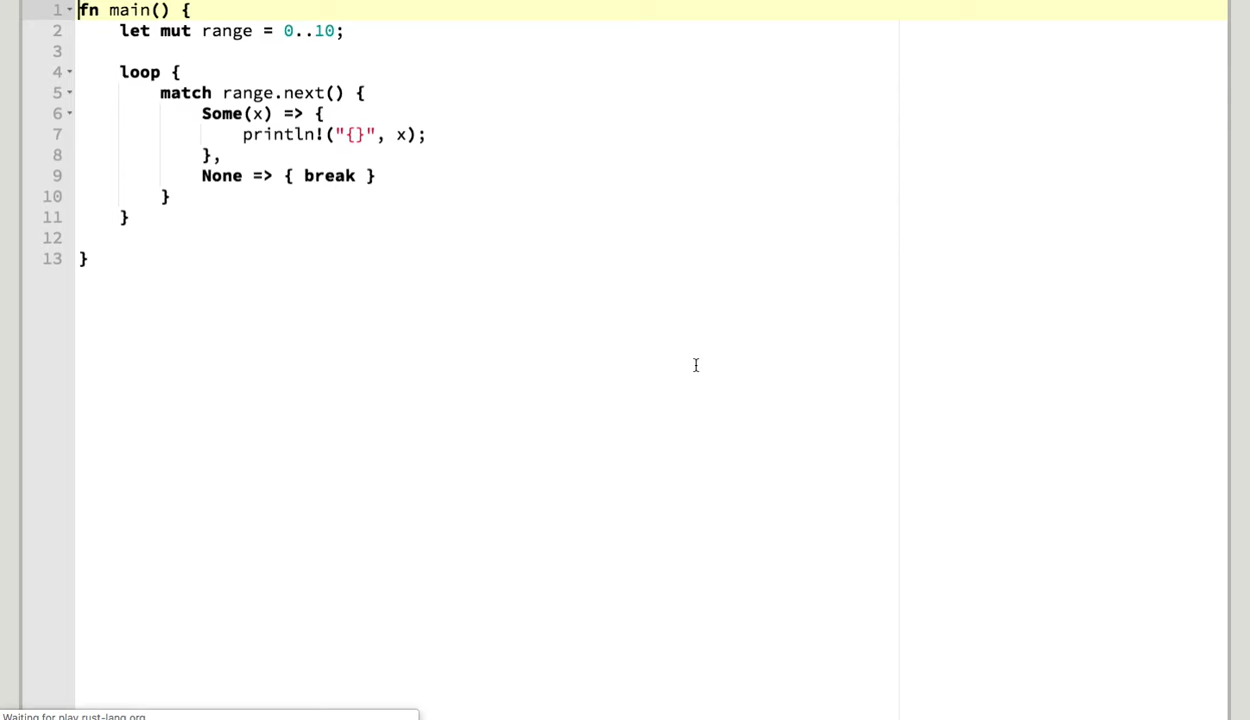 1 fn main() {
2 let mut range = 0..10;
3
4 loop {
5 match range.next() {
6 Some(x) => {
7 println!("{}", x);
8 },
9 None => { break }
10 }
11 }
12
13 }
Waiting for play.rust-lang.org